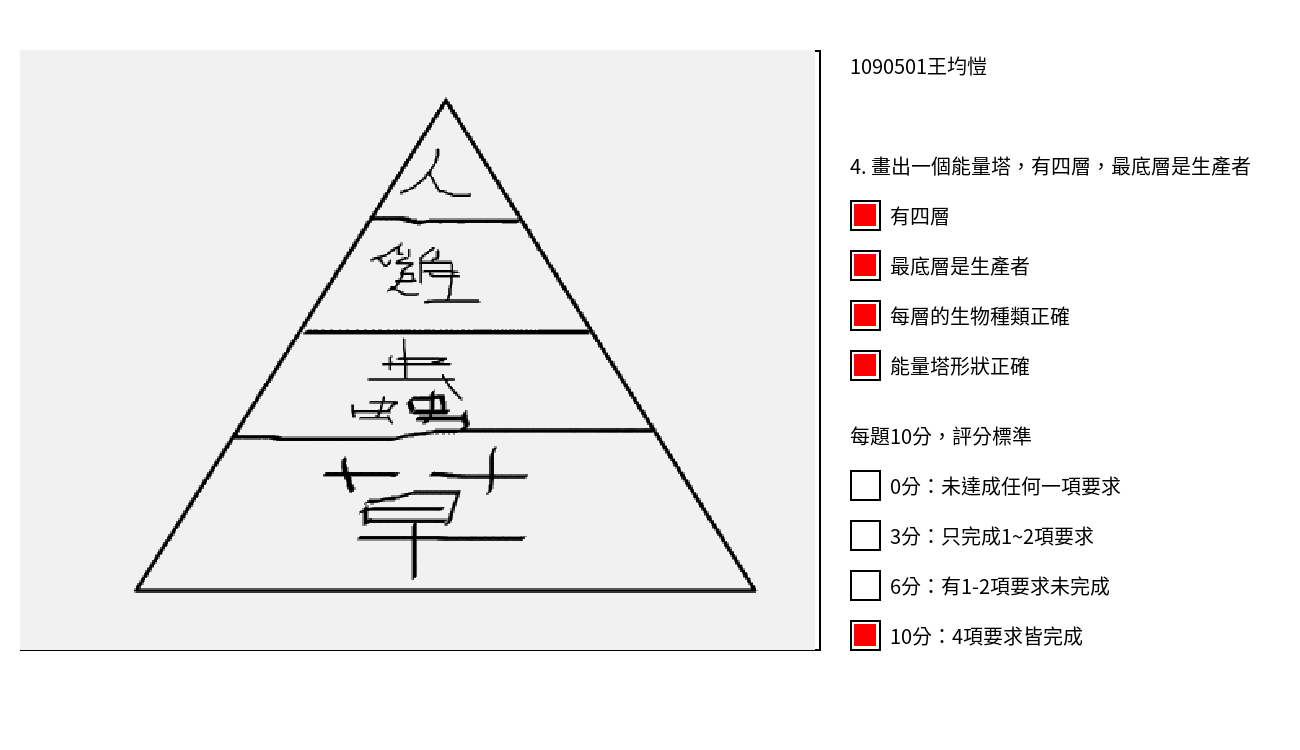 人
雞
草
1090501王均愷
4. 畫出一個能量塔，有四層，最底層是生產者
有四層
最底層是生產者
每層的生物種類正確
能量塔形狀正確
每題10分，評分標準
0分：未達成任何一項要求
3分：只完成1~2項要求
6分：有1-2項要求未完成
10分：4項要求皆完成